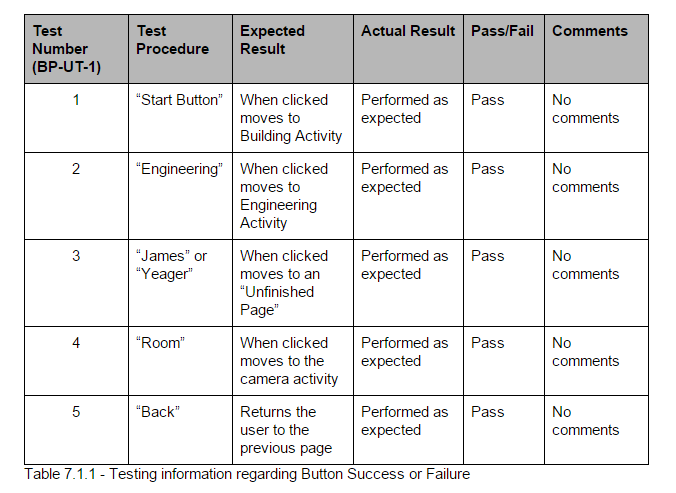 Test Number (BP-UT-1) | Test Procedure | Expected Result | Actual Result | Pass/Fail | Comments
1 | “Start Button” | When clicked moves to Building Activity | Performed as expected | Pass | No comments
2 | “Engineering” | When clicked moves to Engineering Activity | Performed as expected | Pass | No comments
3 | “James” or “Yeager” | When clicked moves to an “Unfinished Page” | Performed as expected | Pass | No comments
4 | “Room” | When clicked moves to the camera activity | Performed as expected | Pass | No comments
5 | “Back” | Returns the user to the previous page | Performed as expected | Pass | No comments
Table 7.1.1 - Testing information regarding Button Success or Failure